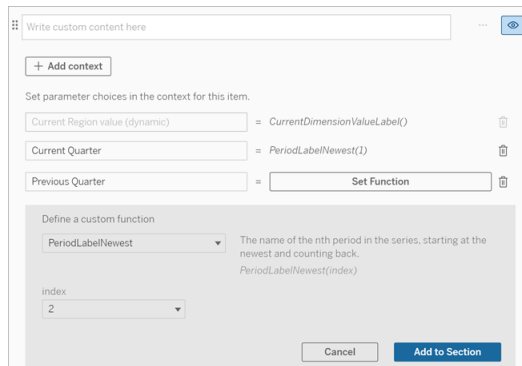 Write custom content here
+ Add context
Set parameter choices in the context for this item.
Current Region value (dynamic) = CurrentDimensionValueLabel()
Current Quarter = PeriodLabelNewest(1)
Previous Quarter = Set Function
Define a custom function
PeriodLabelNewest
The name of the nth period in the series, starting at the
newest and counting back.
PeriodLabelNewest(index)
index
2
Cancel Add to Section